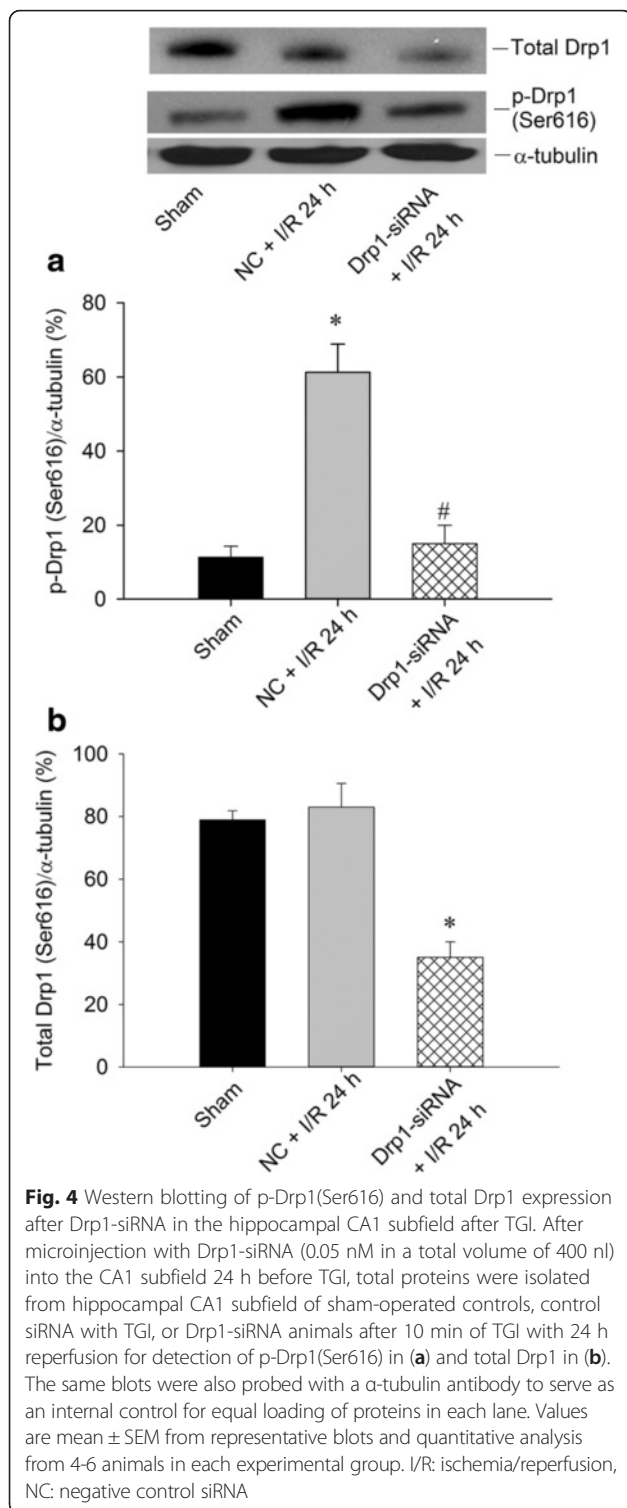 Total Drp1
p-Drp1
(Ser616)
α-tubulin
Sham
NC + I/R 24 h
Drp1-siRNA
+ I/R 24 h
a
p-Drp1 (Ser616)/α-tubulin (%)
80
60
40
20
0
*
#
Sham
NC + I/R 24 h
Drp1-siRNA
+ I/R 24 h
b
Total Drp1 (Ser616)/α-tubulin (%)
100
80
60
40
20
0
*
Sham
NC + I/R 24 h
Drp1-siRNA
+ I/R 24 h
Fig. 4 Western blotting of p-Drp1(Ser616) and total Drp1 expression
after Drp1-siRNA in the hippocampal CA1 subfield after TGI. After
microinjection with Drp1-siRNA (0.05 nM in a total volume of 400 nl)
into the CA1 subfield 24 h before TGI, total proteins were isolated
from hippocampal CA1 subfield of sham-operated controls, control
siRNA with TGI, or Drp1-siRNA animals after 10 min of TGI with 24 h
reperfusion for detection of p-Drp1(Ser616) in (a) and total Drp1 in (b).
The same blots were also probed with a α-tubulin antibody to serve as
an internal control for equal loading of proteins in each lane. Values
are mean ± SEM from representative blots and quantitative analysis
from 4-6 animals in each experimental group. I/R: ischemia/reperfusion,
NC: negative control siRNA